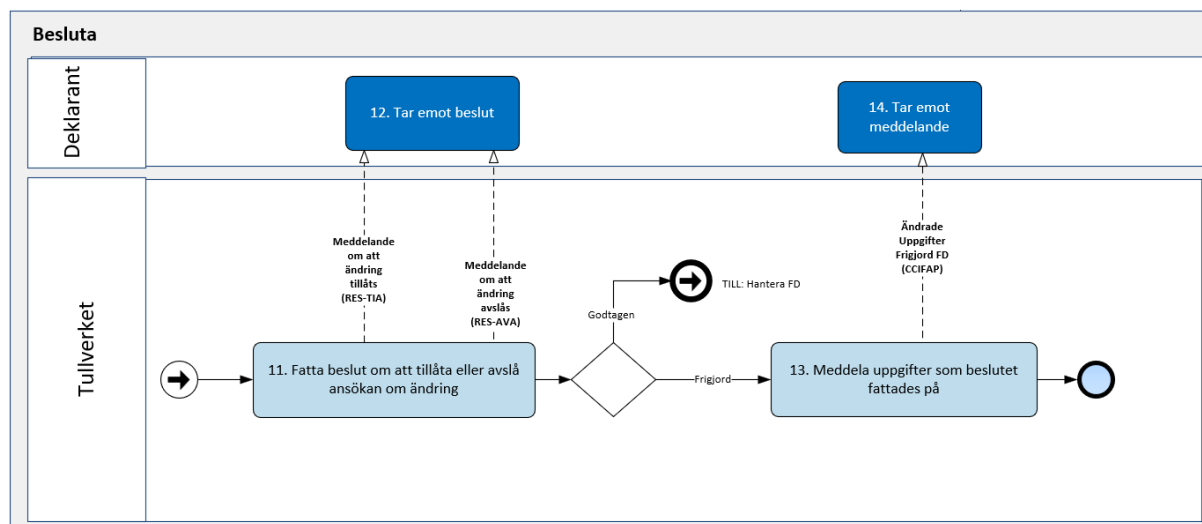 Besluta
Deklarant
12. Tar emot beslut
14. Tar emot
meddelande
Tullverket
Meddelande
om att
ändring
tillåts
(RES-TIA)
Meddelande
om att
ändring
avslås
(RES-AVA)
Ändrade
Uppgifter
Frigjord FD
(CCIFAP)
TILL: Hantera FD
Godtagen
11. Fatta beslut om att tillåta eller avslå
ansökan om ändring
Frigjord
13. Meddela uppgifter som beslutet
fattades på